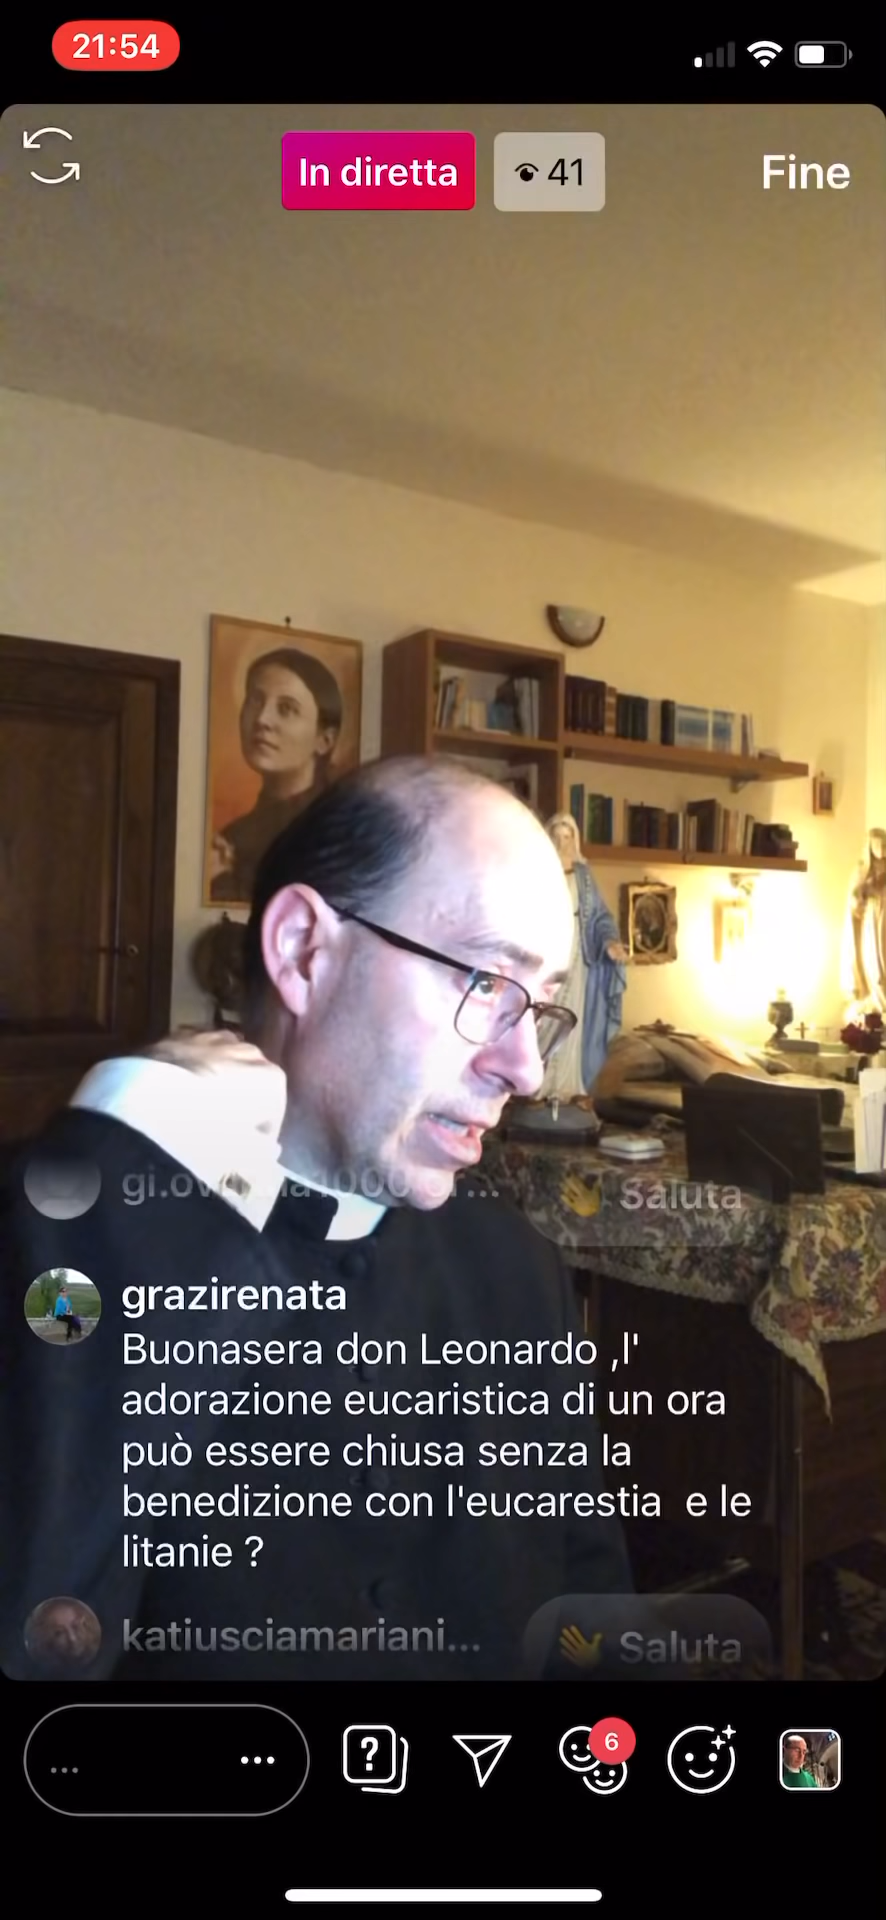 21:54
In diretta
41
Fine
Saluta
grazirenata
Buonasera don Leonardo ,l'
adorazione eucaristica di un ora
può essere chiusa senza la
benedizione con l'eucarestia  e le
litanie ?
katiusciamariani...
Saluta
...
6